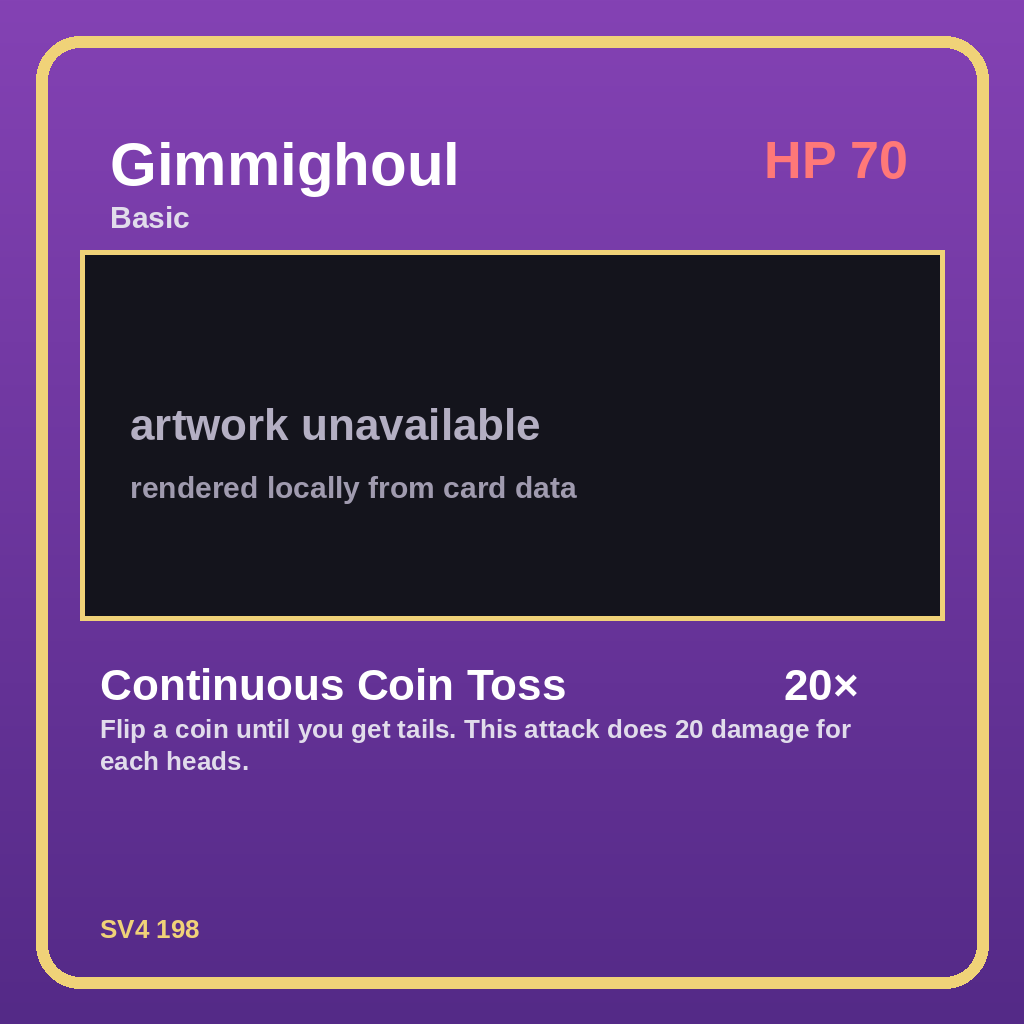 Gimmighoul
HP 70
Basic
artwork unavailable
rendered locally from card data
Continuous Coin Toss
20×
Flip a coin until you get tails. This attack does 20 damage for
each heads.
SV4 198